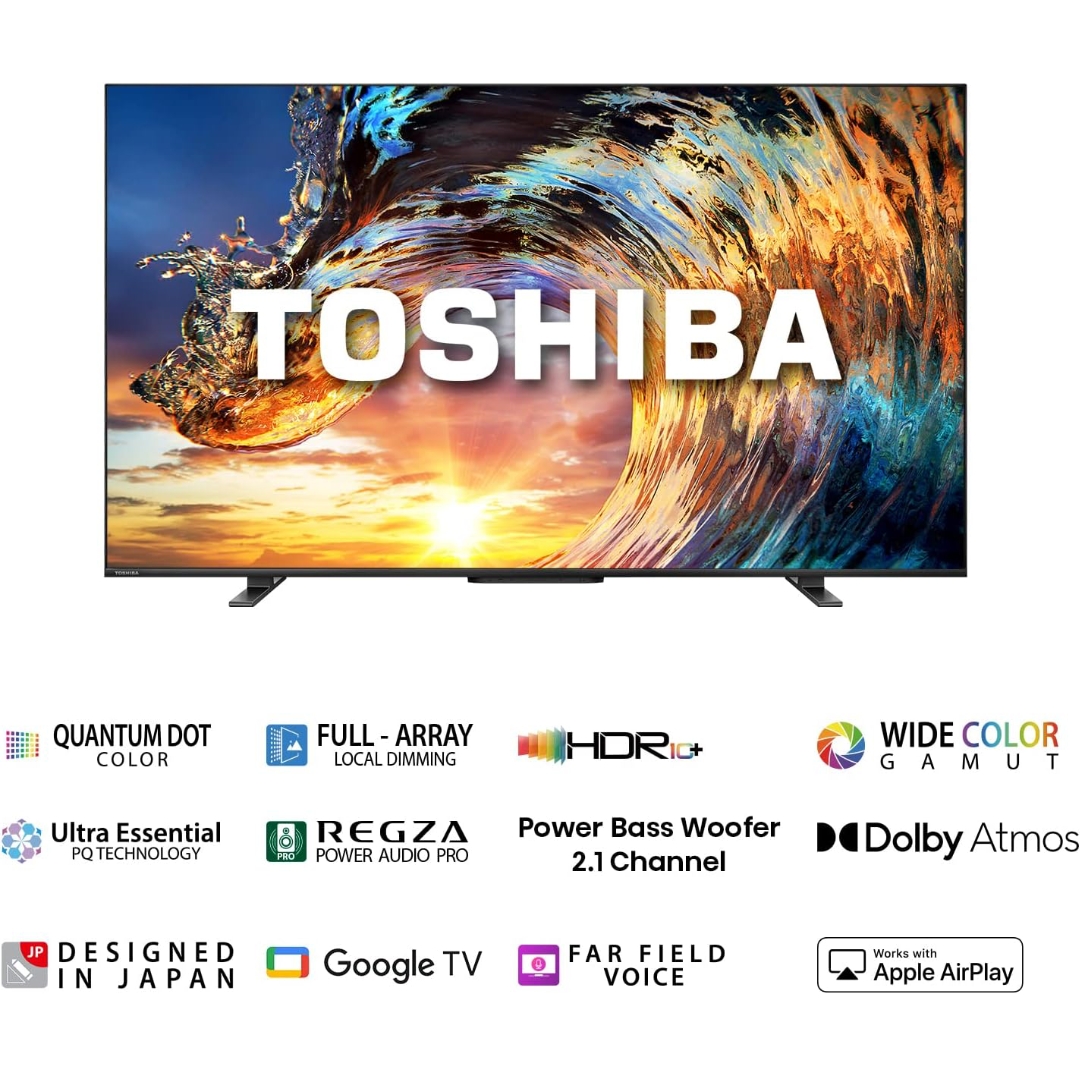 TOSHIBA
TOSHIBA
QUANTUM DOT
COLOR
FULL - ARRAY
LOCAL DIMMING
HDR10+
WIDE COLOR
GAMUT
Ultra Essential
PQ TECHNOLOGY
PRO
REGZA
POWER AUDIO PRO
Power Bass Woofer
2.1 Channel
Dolby Atmos
JP
DESIGNED
IN JAPAN
Google TV
FAR FIELD
VOICE
Works with
Apple AirPlay